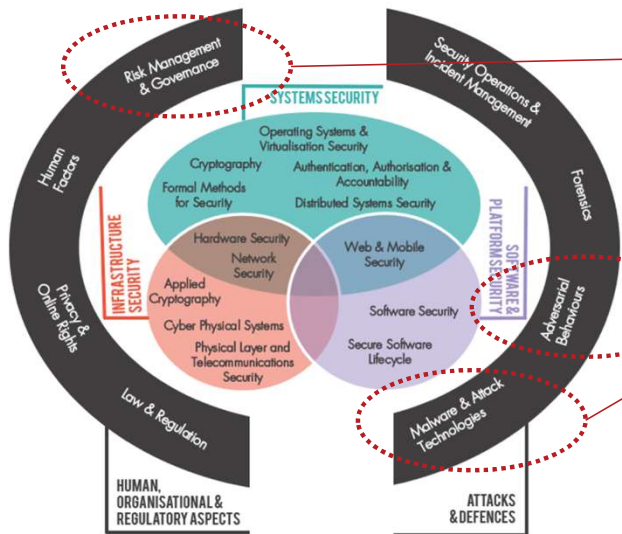 Risk Management
& Governance
Human
Factors
Privacy &
Online Rights
Law & Regulation
HUMAN,
ORGANISATIONAL &
REGULATORY ASPECTS
SYSTEMS SECURITY
Operating Systems &
Virtualisation Security
Cryptography
Authentication, Authorisation &
Accountability
Formal Methods
for Security
Distributed Systems Security
INFRASTRUCTURE
SECURITY
Hardware Security
Network
Security
Applied
Cryptography
Cyber Physical Systems
Physical Layer and
Telecommunications
Security
Web & Mobile
Security
Software Security
Secure Software
Lifecycle
SOFTWARE &
PLATFORM SECURITY
Security Operations &
Incident Management
Forensics
Adversarial
Behaviours
Malware & Attack
Technologies
ATTACKS
& DEFENCES